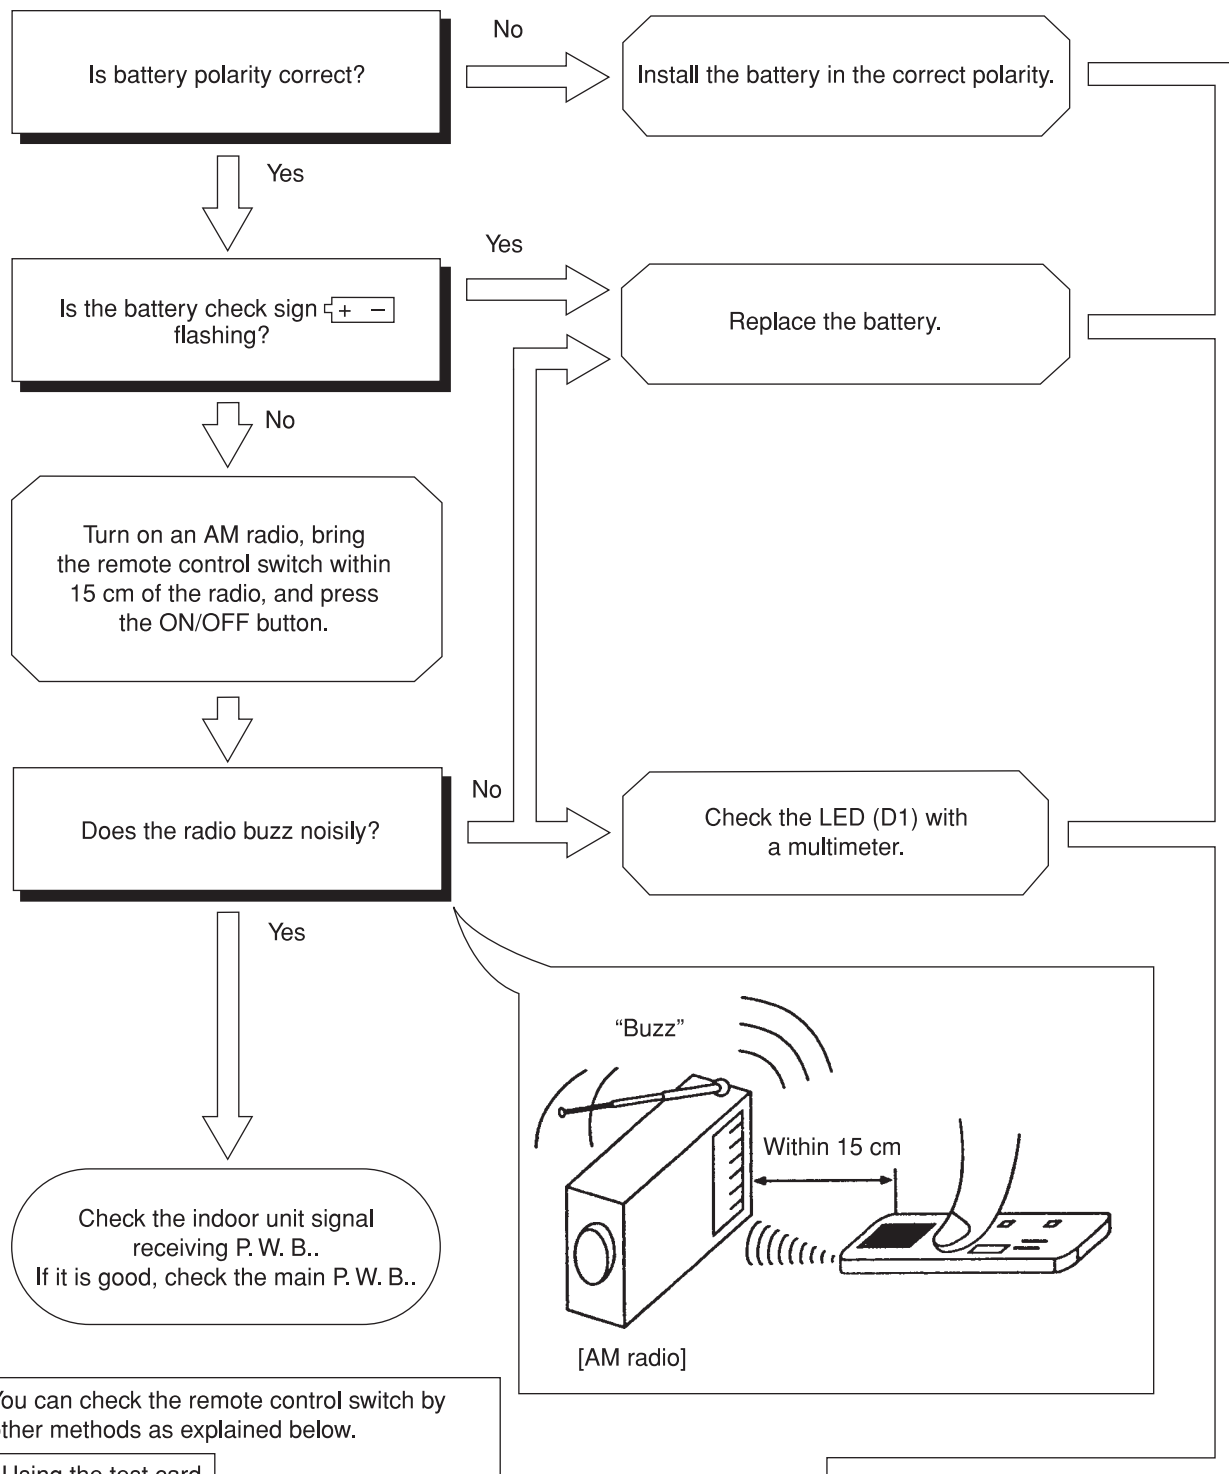 Is battery polarity correct?
No
Install the battery in the correct polarity.
Yes
Is the battery check sign + −
flashing?
Yes
Replace the battery.
No
Turn on an AM radio, bring
the remote control switch within
15 cm of the radio, and press
the ON/OFF button.
Does the radio buzz noisily?
No
Check the LED (D1) with
a multimeter.
Yes
“Buzz”
Within 15 cm
[AM radio]
Check the indoor unit signal
receiving P. W. B..
If it is good, check the main P. W. B..
You can check the remote control switch by
other methods as explained below.
Using the test card